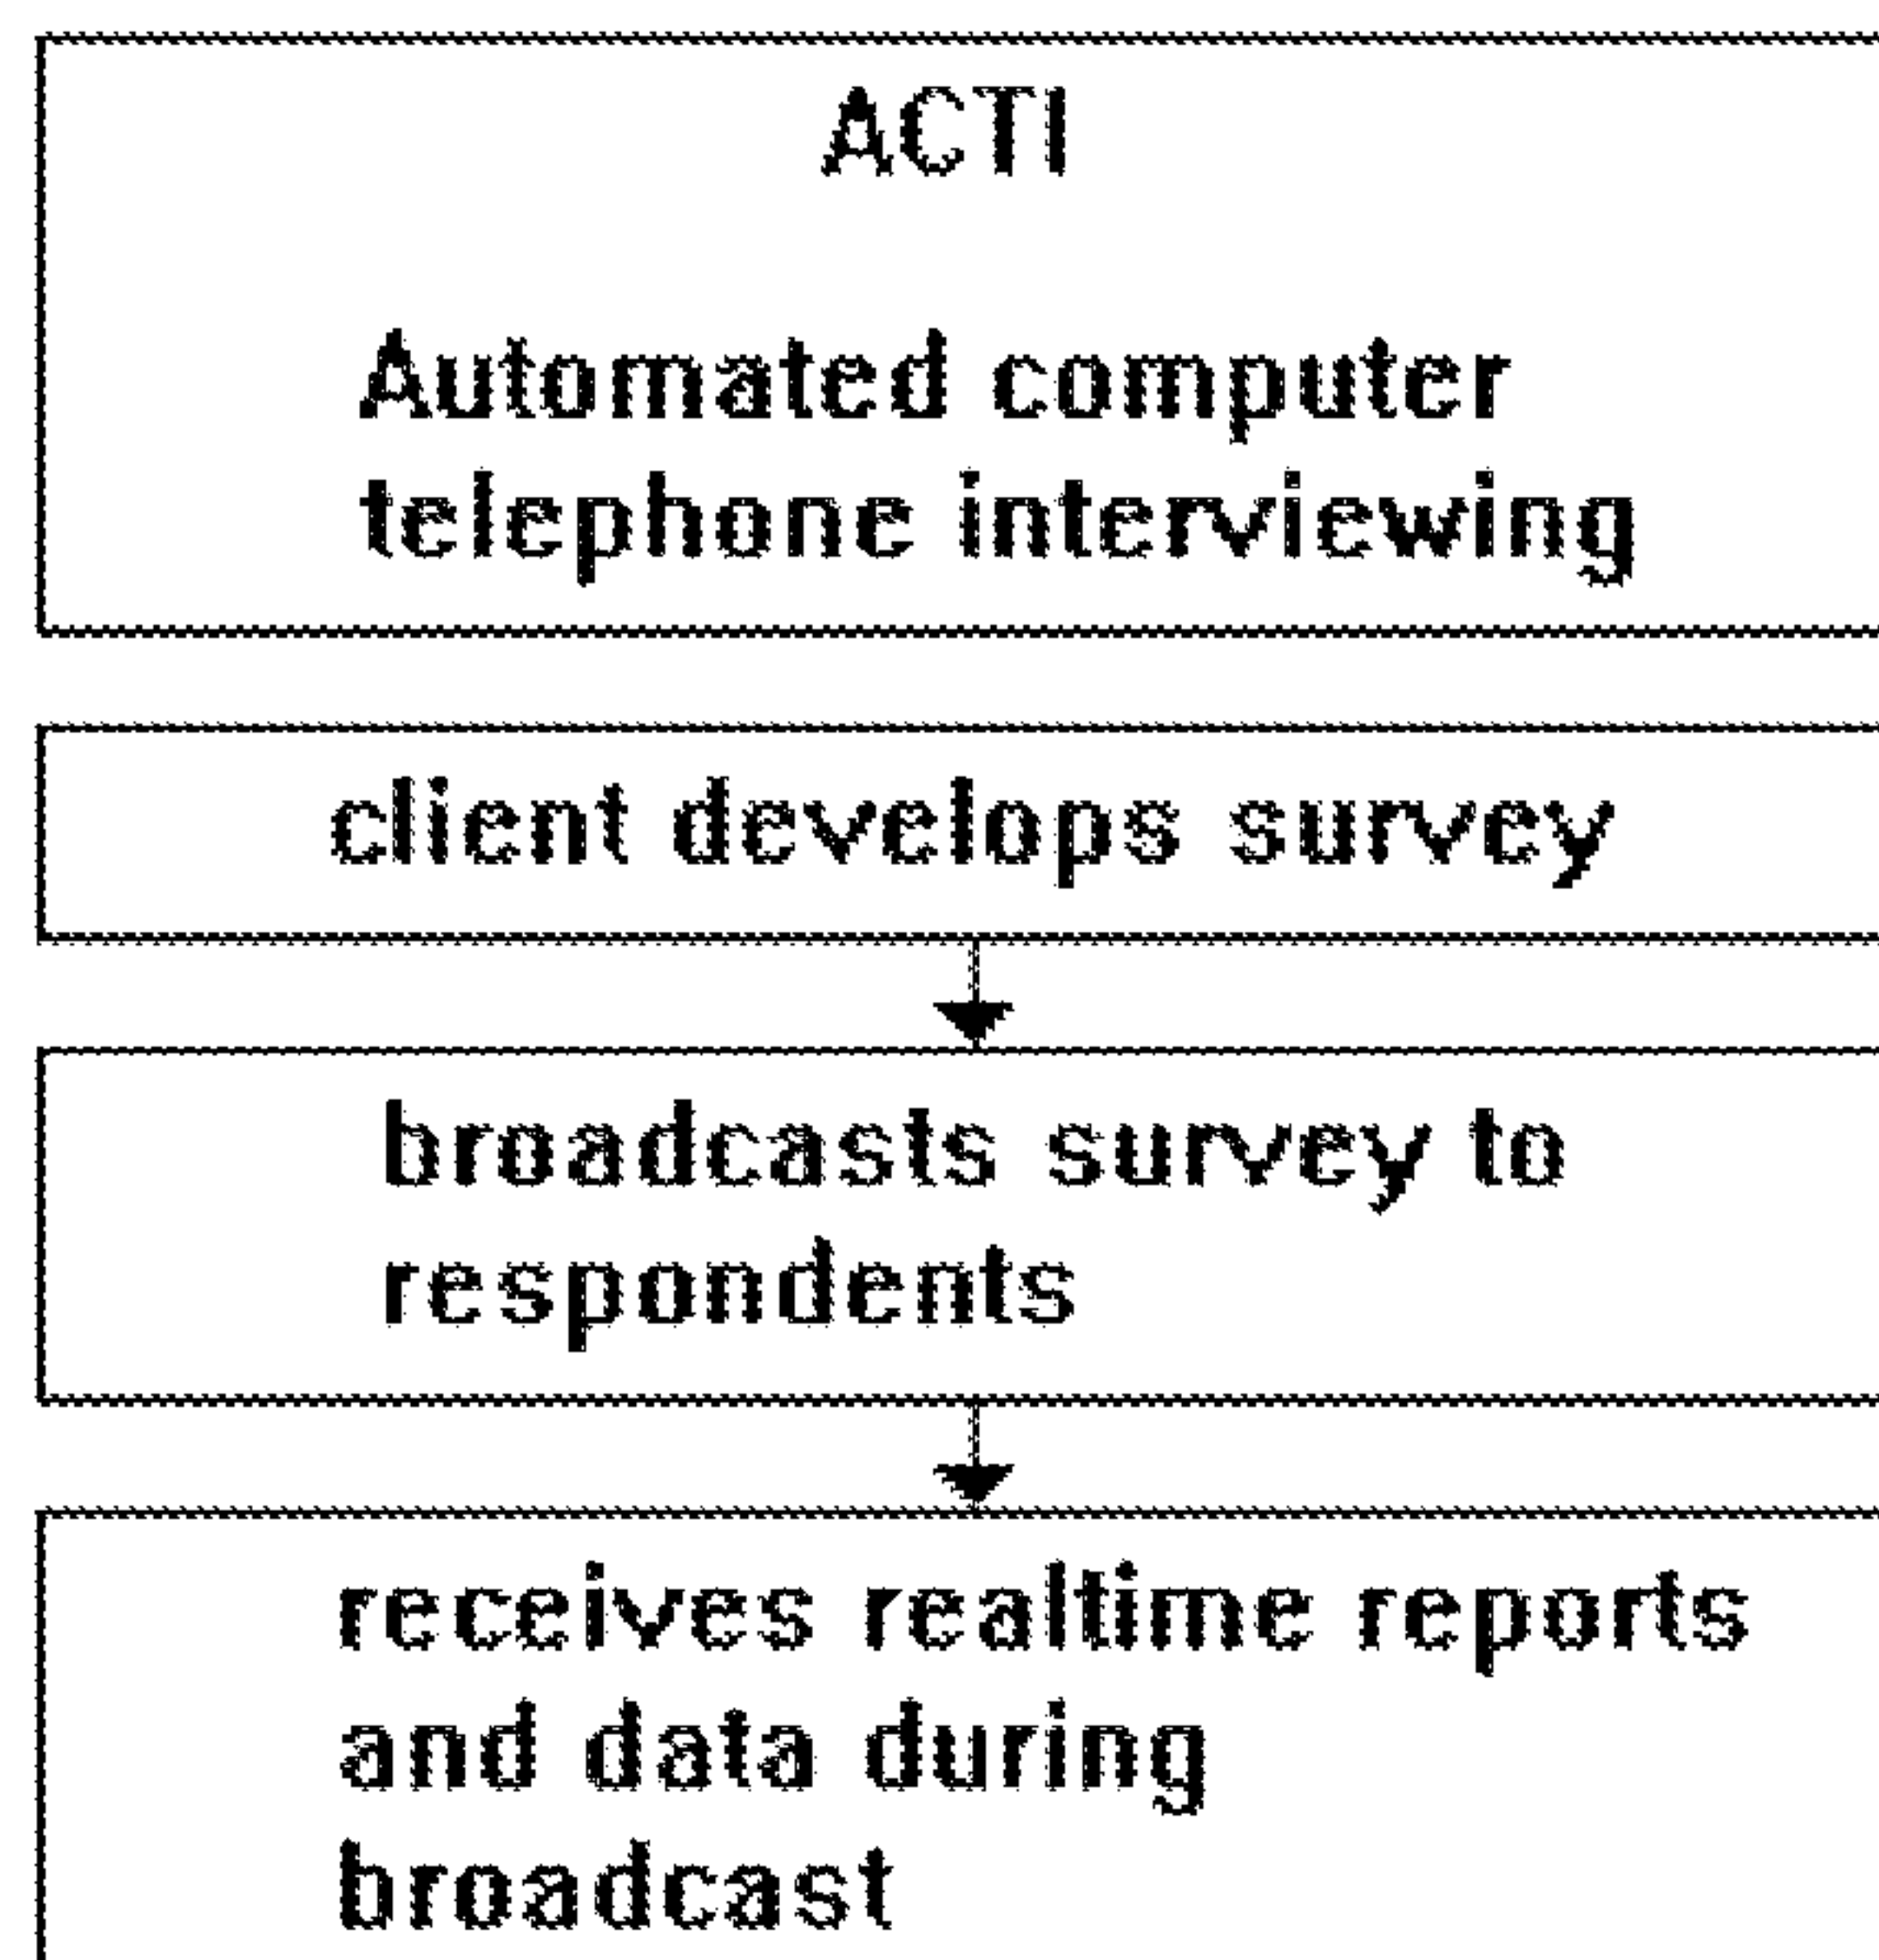 ACTI
Automated computer
telephone interviewing
client develops survey
broadcasts survey to
respondents
receives realtime reports
and data during
broadcast